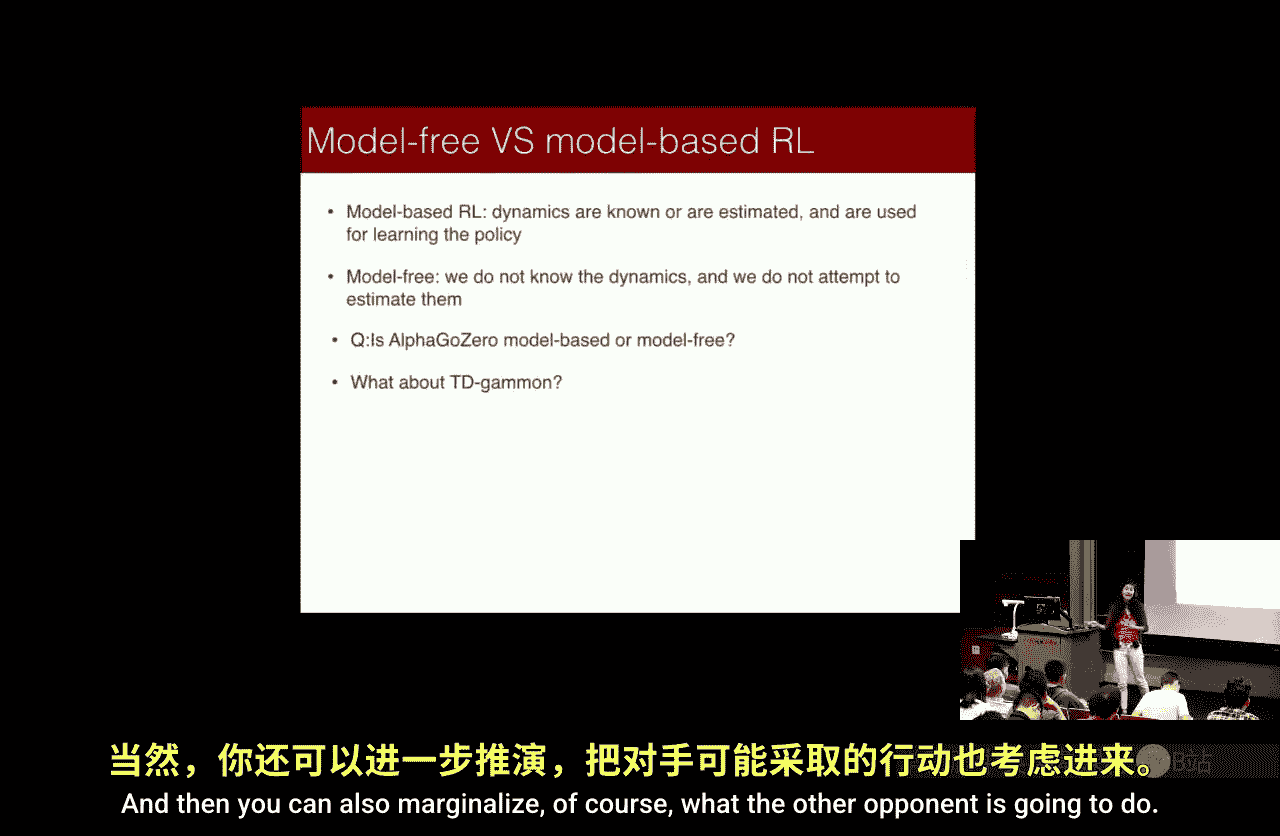 Model-free VS model-based RL
• Model-based RL: dynamics are known or are estimated, and are used
for learning the policy
• Model-free: we do not know the dynamics, and we do not attempt to
estimate them
• Q:Is AlphaGoZero model-based or model-free?
• What about TD-gammon?
当然，你还可以进一步推演，把对手可能采取的行动也考虑进来。
B站
And then you can also marginalize, of course, what the other opponent is going to do.